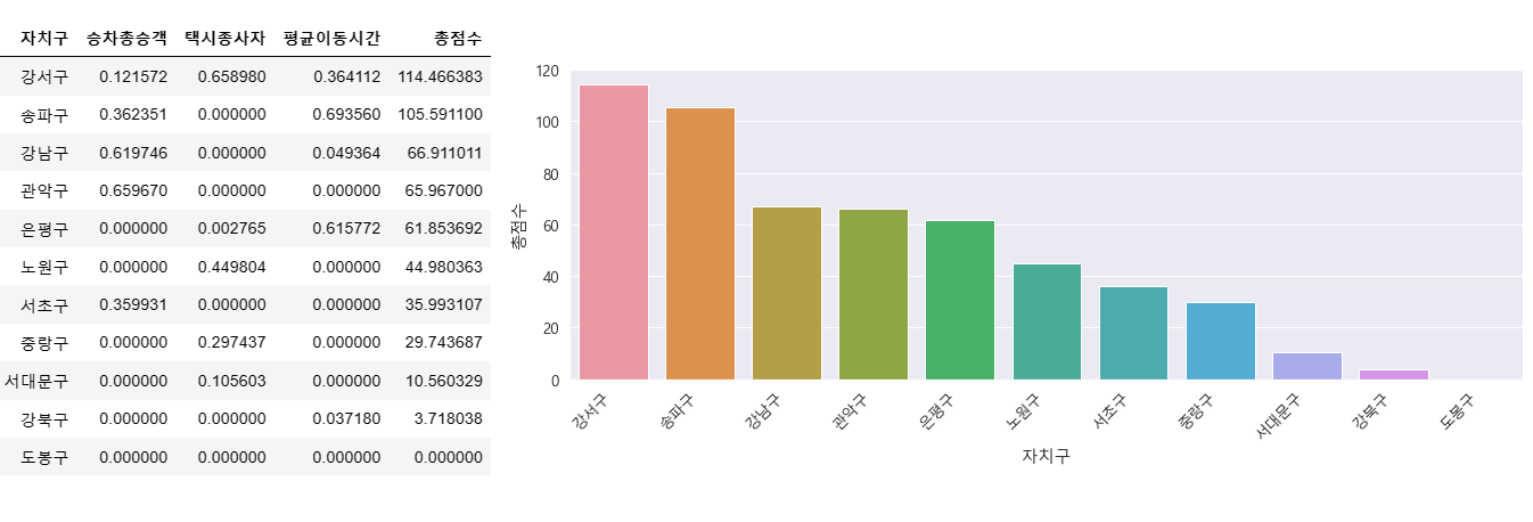 자치구 승차총승객 택시종사자 평균이동시간 총점수
강서구 0.121572 0.658980 0.364112 114.466383
송파구 0.362351 0.000000 0.693560 105.591100
강남구 0.619746 0.000000 0.049364 66.911011
관악구 0.659670 0.000000 0.000000 65.967000
은평구 0.000000 0.002765 0.615772 61.853692
노원구 0.000000 0.449804 0.000000 44.980363
서초구 0.359931 0.000000 0.000000 35.993107
중랑구 0.000000 0.297437 0.000000 29.743687
서대문구 0.000000 0.105603 0.000000 10.560329
강북구 0.000000 0.000000 0.037180 3.718038
도봉구 0.000000 0.000000 0.000000 0.000000
총점수
120
100
80
60
40
20
0
강서구 송파구 강남구 관악구 은평구 노원구 서초구 중랑구 서대문구 강북구 도봉구
자치구